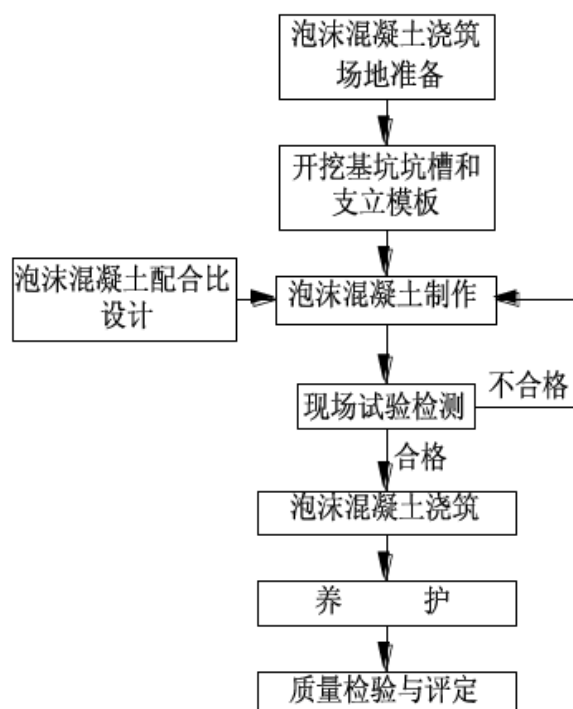 泡沫混凝土浇筑
场地准备
开挖基坑坑槽和
支立模板
泡沫混凝土配合比
设计
泡沫混凝土制作
现场试验检测
不合格
合格
泡沫混凝土浇筑
养 护
质量检验与评定